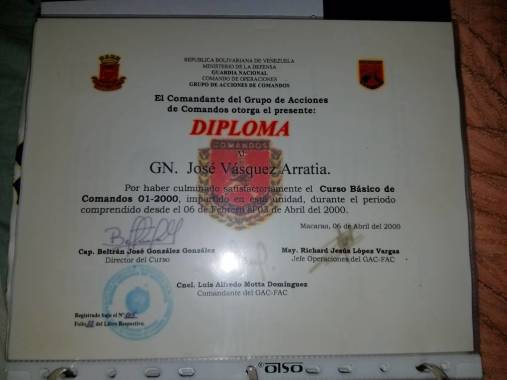 REPUBLICA BOLIVARIANA DE VENEZUELA
MINISTERIO DE LA DEFENSA
GUARDIA NACIONAL
COMANDO DE OPERACIONES
GRUPO DE ACCIONES DE COMANDOS
El Comandante del Grupo de Acciones
de Comandos otorga el presente:
DIPLOMA
COMANDOS
GN. José Vásquez Arratia.
Por haber culminado satisfactoriamente el Curso Básico de
Comandos 01-2000, impartido en esta unidad, durante el periodo
comprendido desde el 06 de Febrero al 03 de Abril del 2000.
Macarao, 06 de Abril del 2000
Cap. Beltrán José González González
Director del Curso
May. Richard Jesús López Vargas
Jefe Operaciones del GAC-FAC
Cnel. Luis Alfredo Motta Domínguez
Comandante del GAC-FAC
Registrado bajo el Nº
Folio del Libro Respectivo
OSLO